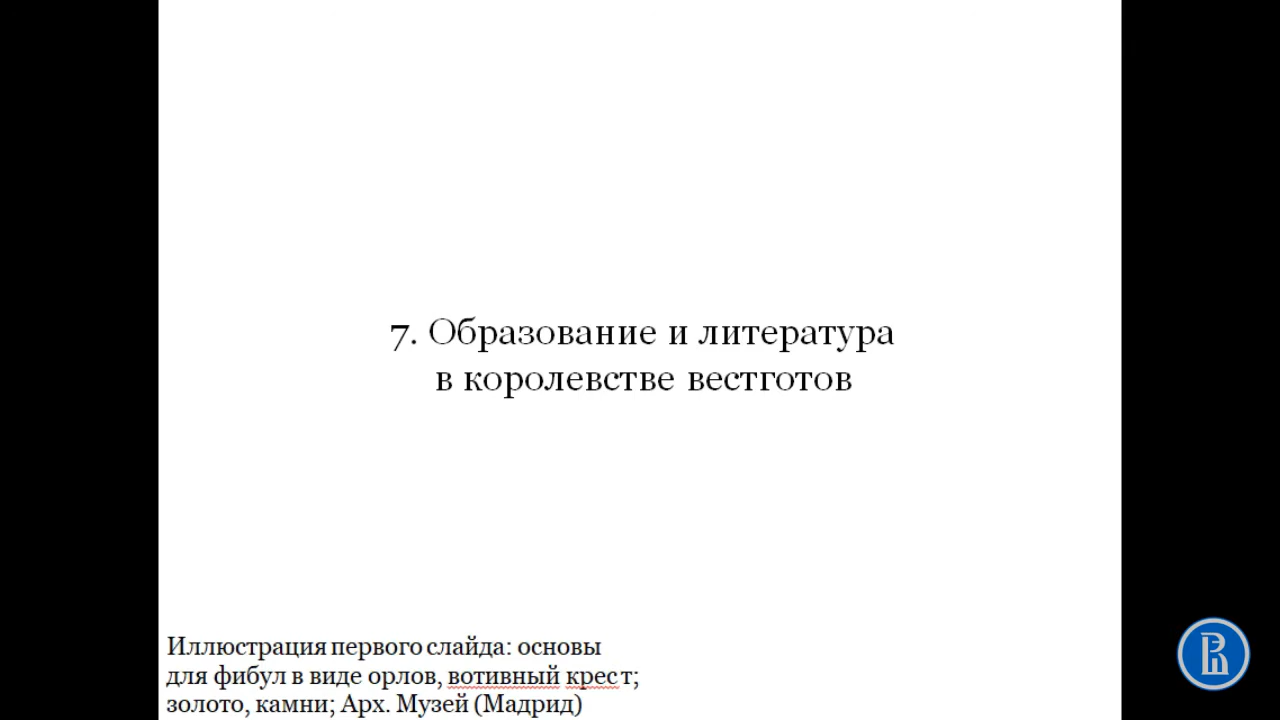 7. Образование и литература
в королевстве вестготов
Иллюстрация первого слайда: основы
для фибул в виде орлов, вотивный крест;
золото, камни; Арх. Музей (Мадрид)